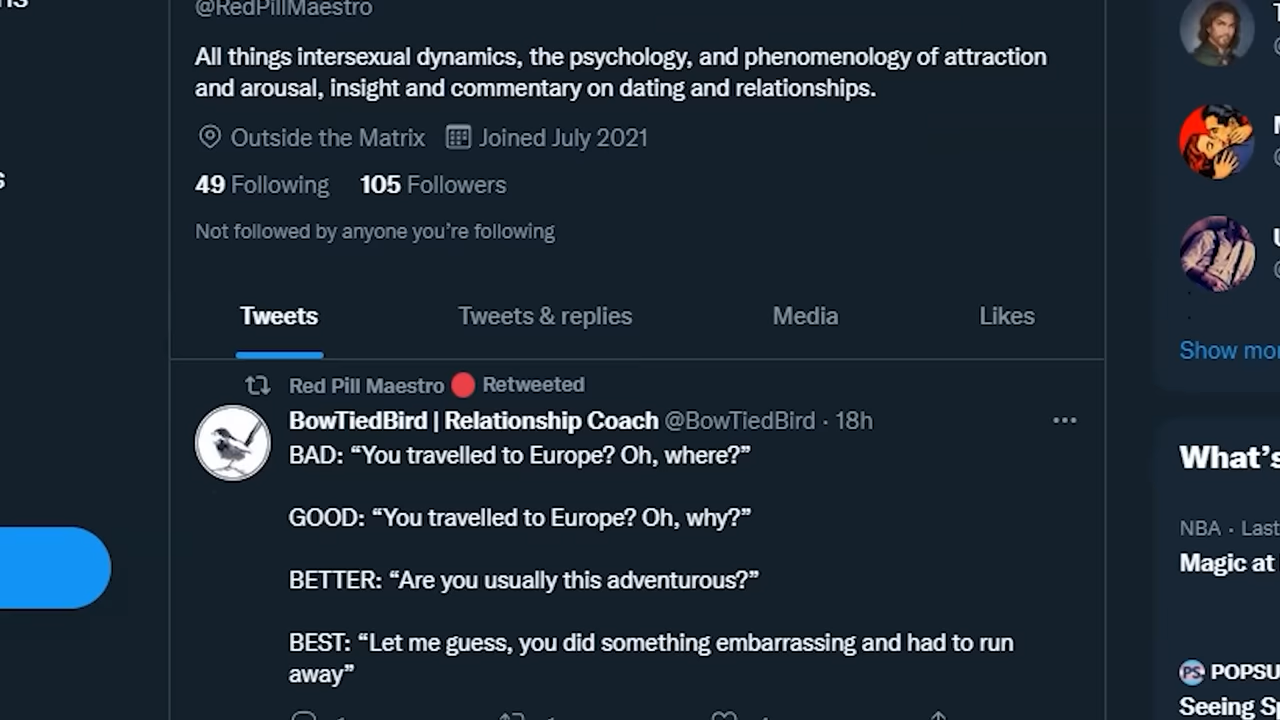 @RedPillMaestro
All things intersexual dynamics, the psychology, and phenomenology of attraction
and arousal, insight and commentary on dating and relationships.
Outside the Matrix Joined July 2021
49 Following 105 Followers
Not followed by anyone you're following
Tweets Tweets & replies Media Likes
Red Pill Maestro Retweeted
BowTiedBird | Relationship Coach @BowTiedBird · 18h
BAD: “You travelled to Europe? Oh, where?”
GOOD: “You travelled to Europe? Oh, why?”
BETTER: “Are you usually this adventurous?”
BEST: “Let me guess, you did something embarrassing and had to run
away”
Show
What's
NBA · Last
Magic at
PS
Seeing